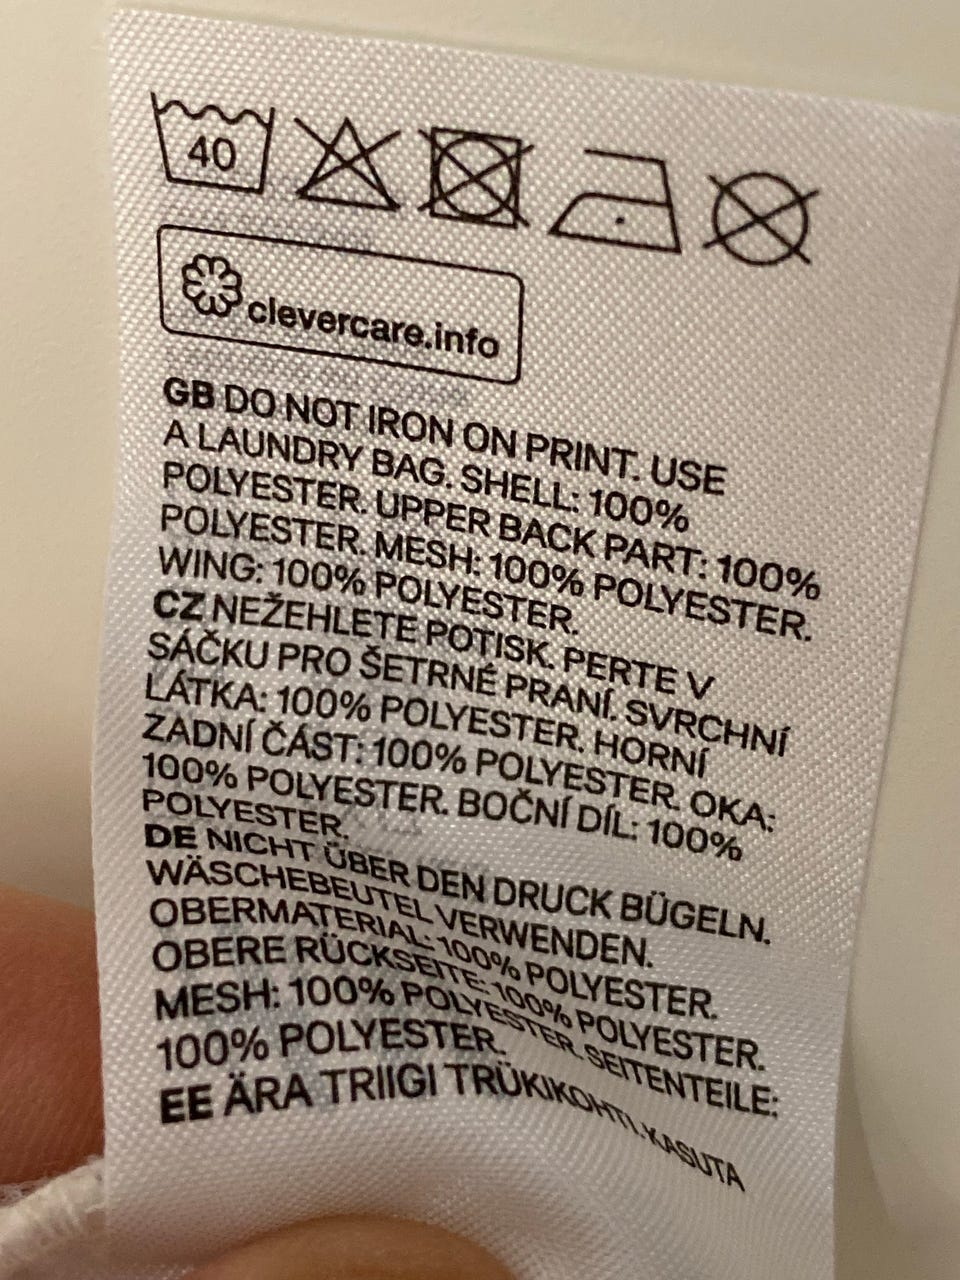 40
clevercare.info
GB DO NOT IRON ON PRINT. USE
A LAUNDRY BAG. SHELL: 100%
POLYESTER. UPPER BACK PART: 100%
POLYESTER. MESH: 100% POLYESTER.
WING: 100% POLYESTER.
CZ NEŽEHLETE POTISK. PERTE V
SÁČKU PRO ŠETRNÉ PRANÍ. SVRCHNÍ
LÁTKA: 100% POLYESTER. HORNÍ
ZADNÍ ČÁST: 100% POLYESTER. OKA:
100% POLYESTER. BOČNÍ DÍL: 100%
POLYESTER.
DE NICHT ÜBER DEN DRUCK BÜGELN.
WÄSCHEBEUTEL VERWENDEN.
OBERMATERIAL: 100% POLYESTER.
OBERE RÜCKSEITE: 100% POLYESTER.
MESH: 100% POLYESTER. SEITENTEILE:
100% POLYESTER.
EE ÄRA TRIIGI TRÜKIKOHTI. KASUTA